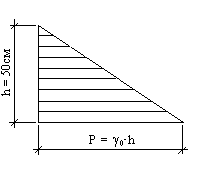 h = 50см
P = γ₀·h